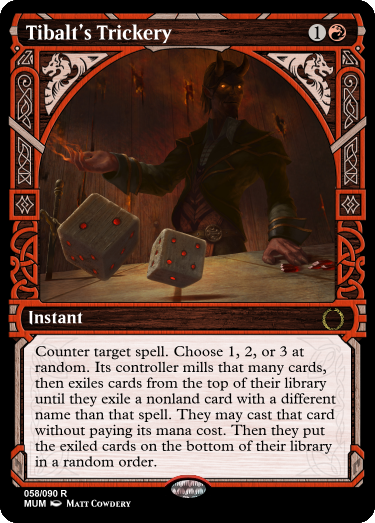 Tibalt's Trickery 1
Instant
Counter target spell. Choose 1, 2, or 3 at
random. Its controller mills that many cards,
then exiles cards from the top of their library
until they exile a nonland card with a different
name than that spell. They may cast that card
without paying its mana cost. Then they put
the exiled cards on the bottom of their library
in a random order.
058/090 R
MUM Matt Cowdery